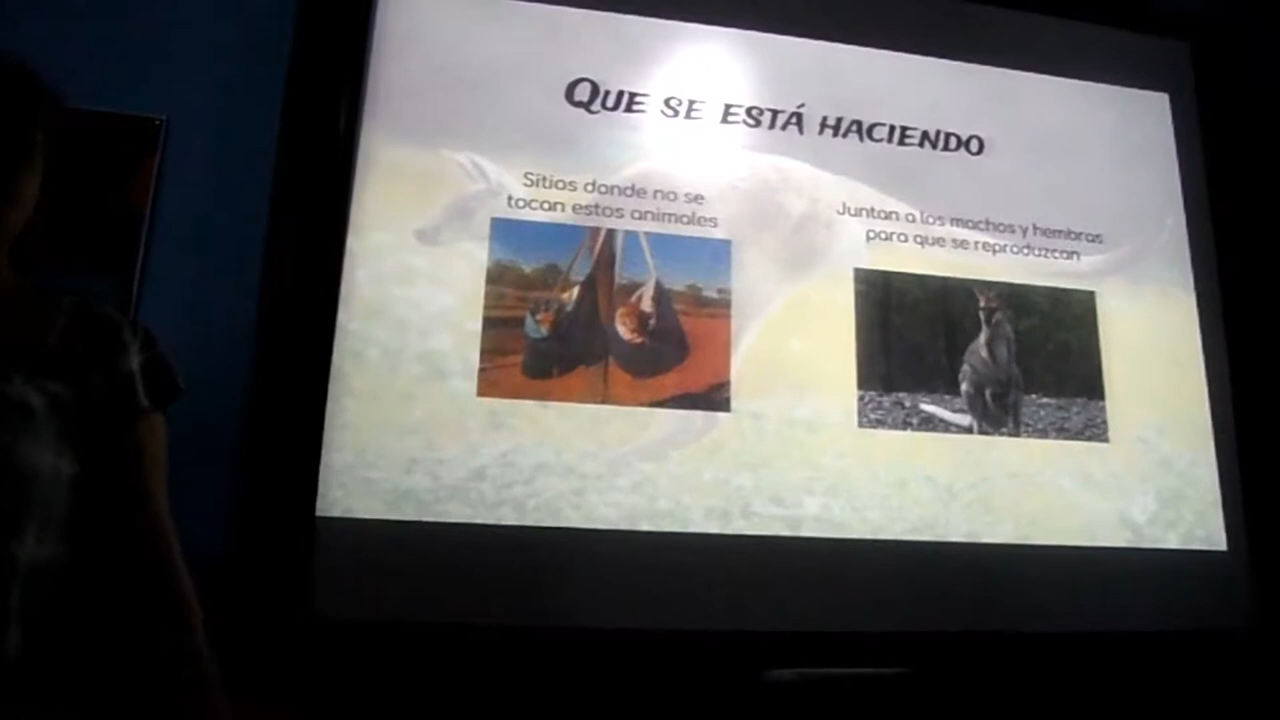 QUE SE ESTÁ HACIENDO
Sitios donde no se
tocan estos animales
Juntan a los machos y hembras
para que se reproduzcan